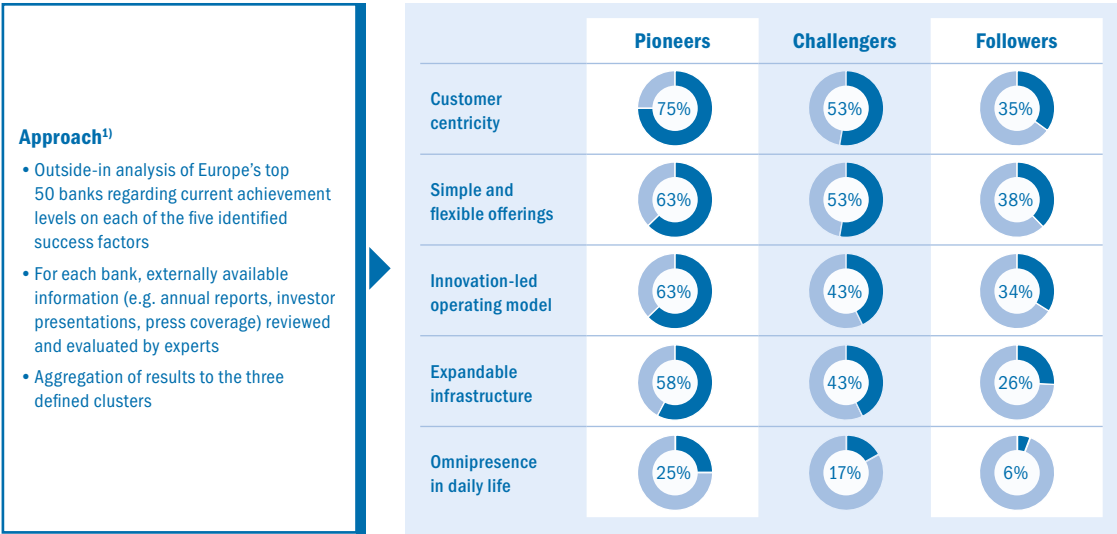 Approach1)
• Outside-in analysis of Europe's top
50 banks regarding current achievement
levels on each of the five identified
success factors
• For each bank, externally available
information (e.g. annual reports, investor
presentations, press coverage) reviewed
and evaluated by experts
• Aggregation of results to the three
defined clusters
Pioneers Challengers Followers
Customer
centricity
75% 53% 35%
Simple and
flexible offerings
63% 53% 38%
Innovation-led
operating model
63% 43% 34%
Expandable
infrastructure
58% 43% 26%
Omnipresence
in daily life
25% 17% 6%